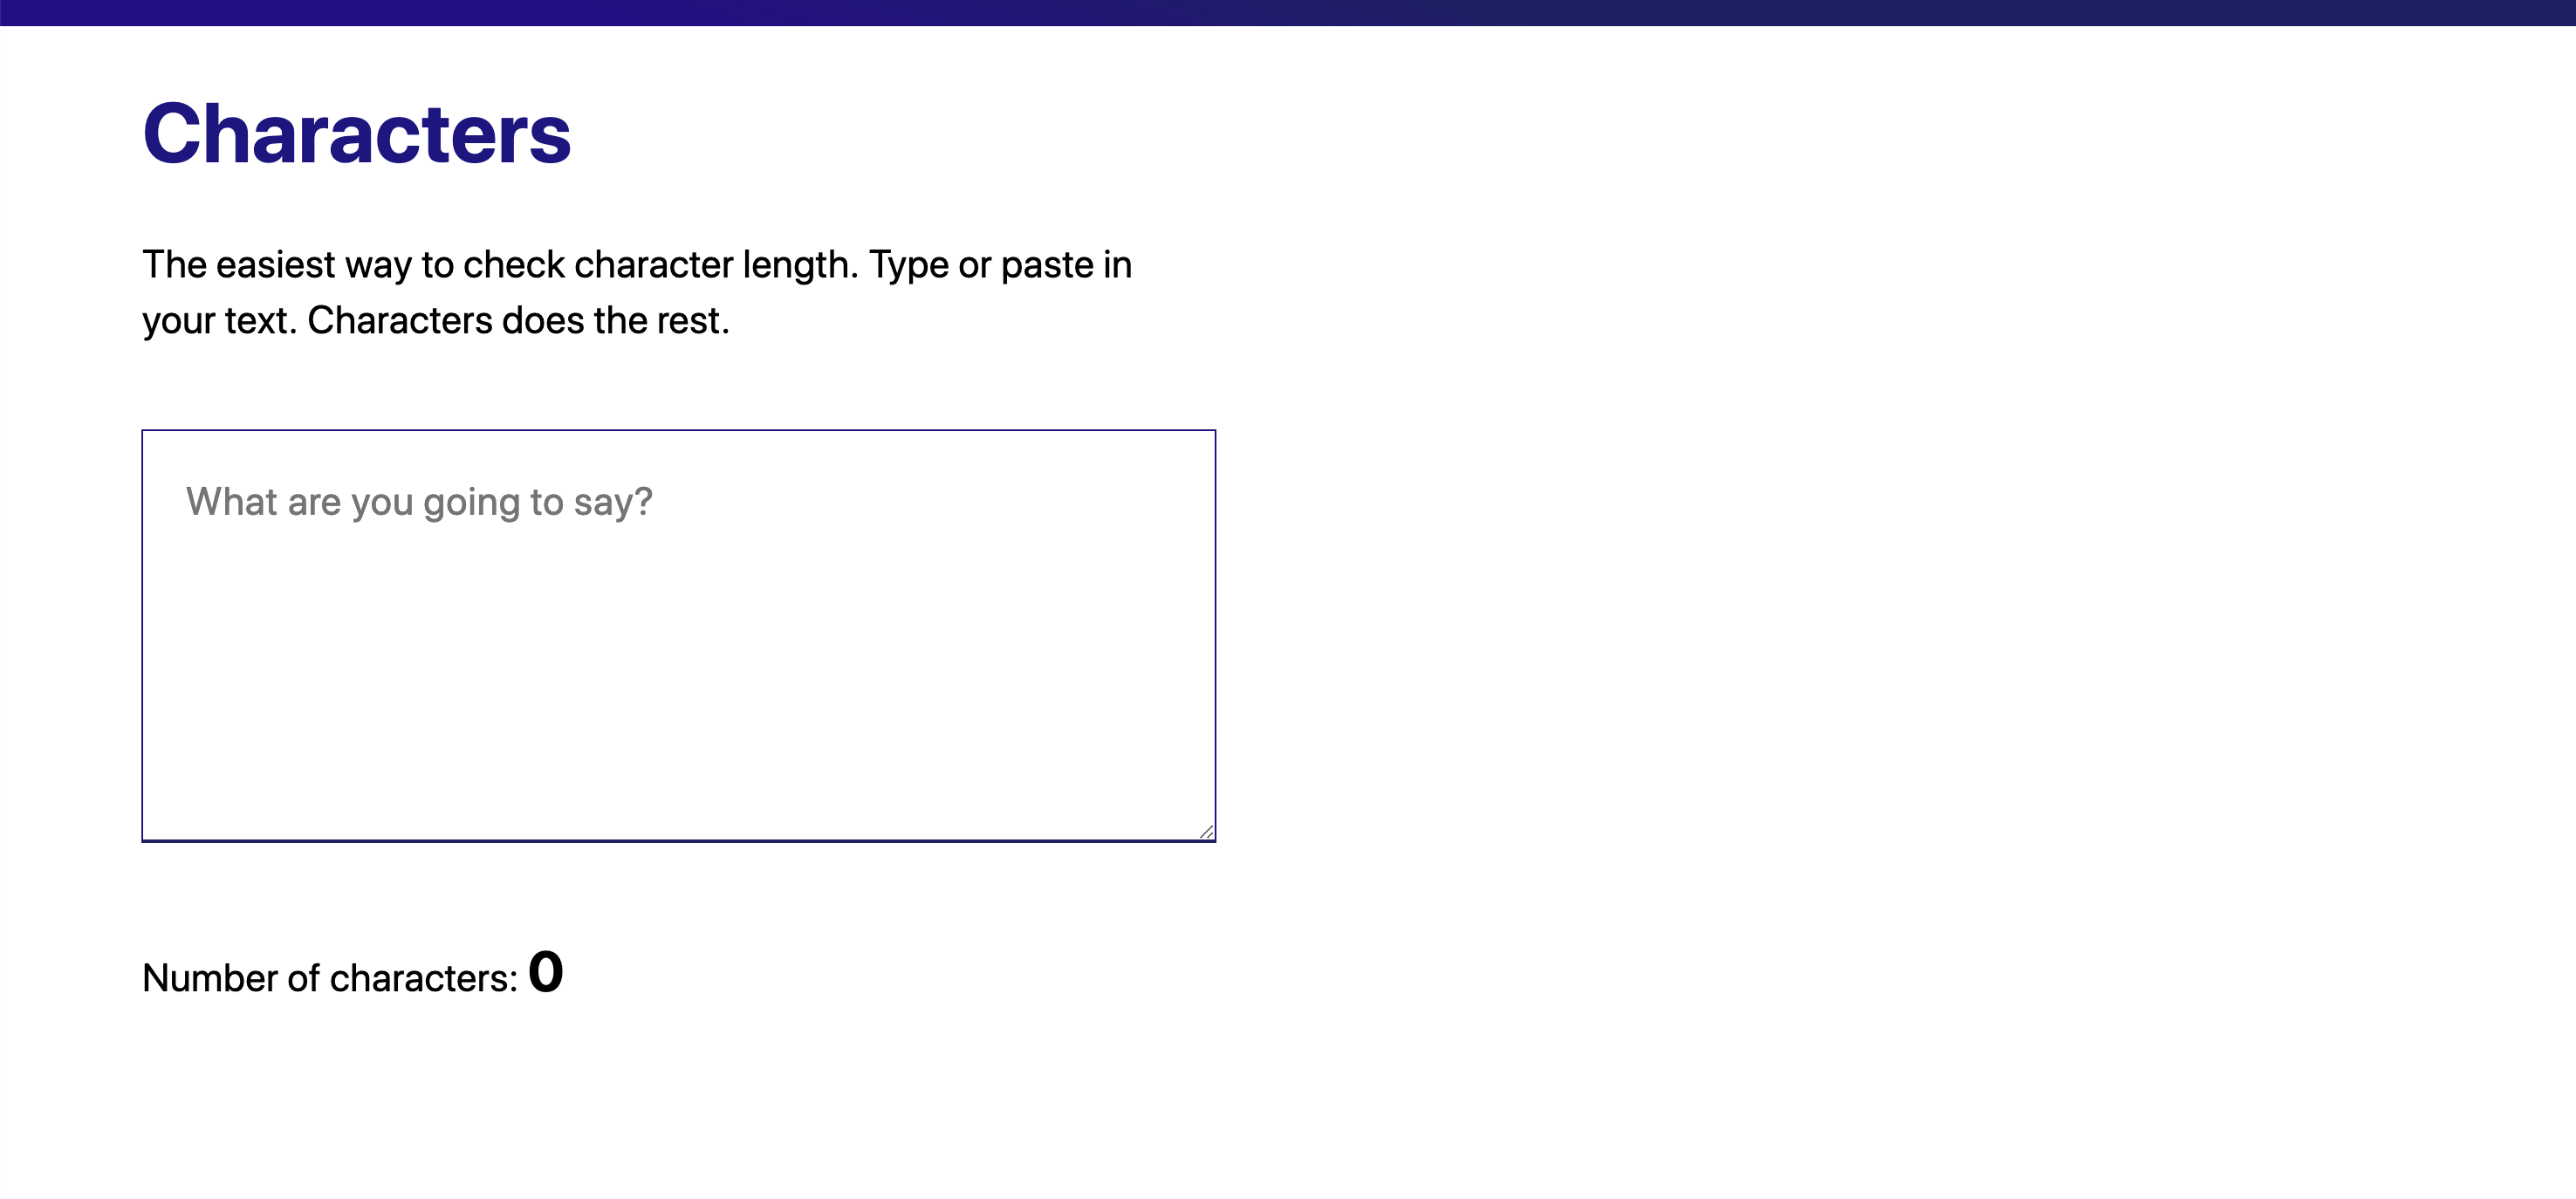 Characters
The easiest way to check character length. Type or paste in
your text. Characters does the rest.
What are you going to say?
Number of characters: 0